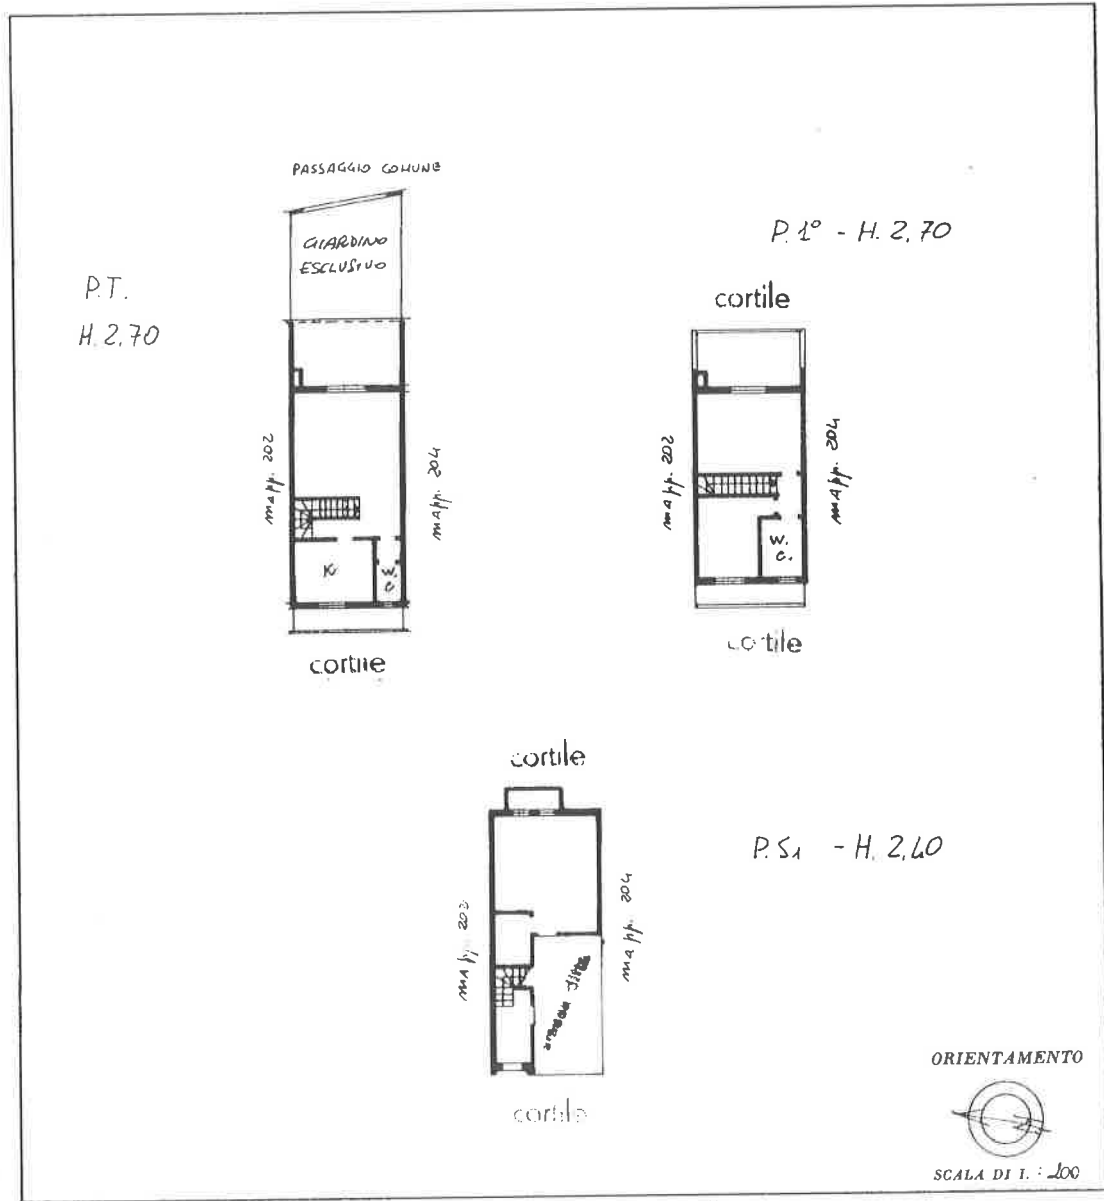 PASSAGGIO COMUNE
GIARDINO
ESCLUSIVO
P.T.
H. 2,70
mapp. 202
mapp. 204
K
W.
C
cortile
P. 1° - H. 2,70
cortile
mapp. 202
mapp. 204
W.
C.
cortile
cortile
P. S1 - H. 2,40
mapp. 202
mapp. 204
cortile
ORIENTAMENTO
SCALA DI 1. : 200